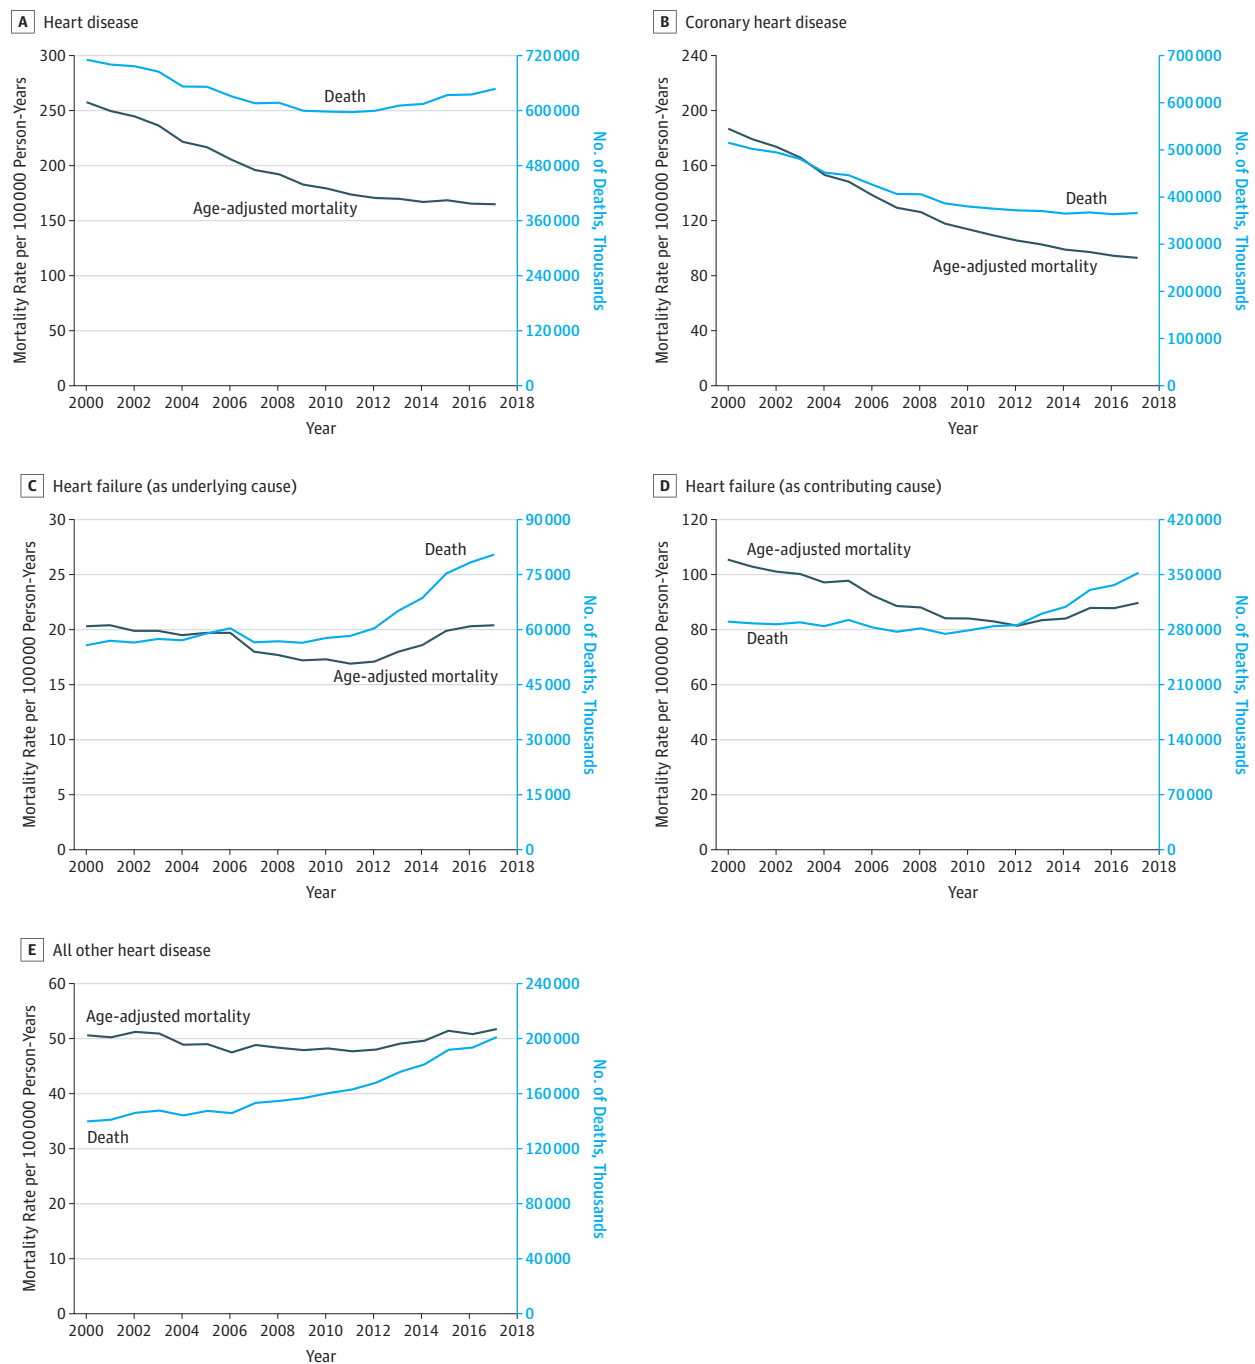 A Heart disease
Mortality Rate per 100 000 Person-Years
300
250
200
150
100
50
0
720 000
600 000
480 000
360 000
240 000
120 000
0
No. of Deaths, Thousands
Death
Age-adjusted mortality
2000 2002 2004 2006 2008 2010 2012 2014 2016 2018
Year
B Coronary heart disease
Mortality Rate per 100 000 Person-Years
240
200
160
120
80
40
0
700 000
600 000
500 000
400 000
300 000
200 000
100 000
0
No. of Deaths, Thousands
Death
Age-adjusted mortality
2000 2002 2004 2006 2008 2010 2012 2014 2016 2018
Year
C Heart failure (as underlying cause)
Mortality Rate per 100 000 Person-Years
30
25
20
15
10
5
0
90 000
75 000
60 000
45 000
30 000
15 000
0
No. of Deaths, Thousands
Death
Age-adjusted mortality
2000 2002 2004 2006 2008 2010 2012 2014 2016 2018
Year
D Heart failure (as contributing cause)
Mortality Rate per 100 000 Person-Years
120
100
80
60
40
20
0
420 000
350 000
280 000
210 000
140 000
70 000
0
No. of Deaths, Thousands
Age-adjusted mortality
Death
2000 2002 2004 2006 2008 2010 2012 2014 2016 2018
Year
E All other heart disease
Mortality Rate per 100 000 Person-Years
60
50
40
30
20
10
0
240 000
200 000
160 000
120 000
80 000
40 000
0
No. of Deaths, Thousands
Age-adjusted mortality
Death
2000 2002 2004 2006 2008 2010 2012 2014 2016 2018
Year